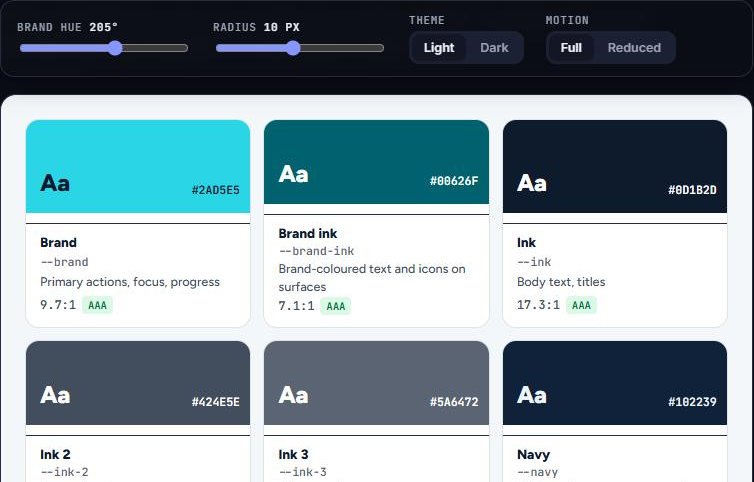 BRAND HUE 205°
RADIUS 10 PX
THEME
Light Dark
MOTION
Full Reduced
Aa
#2AD5E5
Brand
--brand
Primary actions, focus, progress
9.7:1 AAA
Aa
#00626F
Brand ink
--brand-ink
Brand-coloured text and icons on
surfaces
7.1:1 AAA
Aa
#0D1B2D
Ink
--ink
Body text, titles
17.3:1 AAA
Aa
#424E5E
Ink 2
--ink-2
Aa
#5A6472
Ink 3
--ink-3
Aa
#102239
Navy
--navy